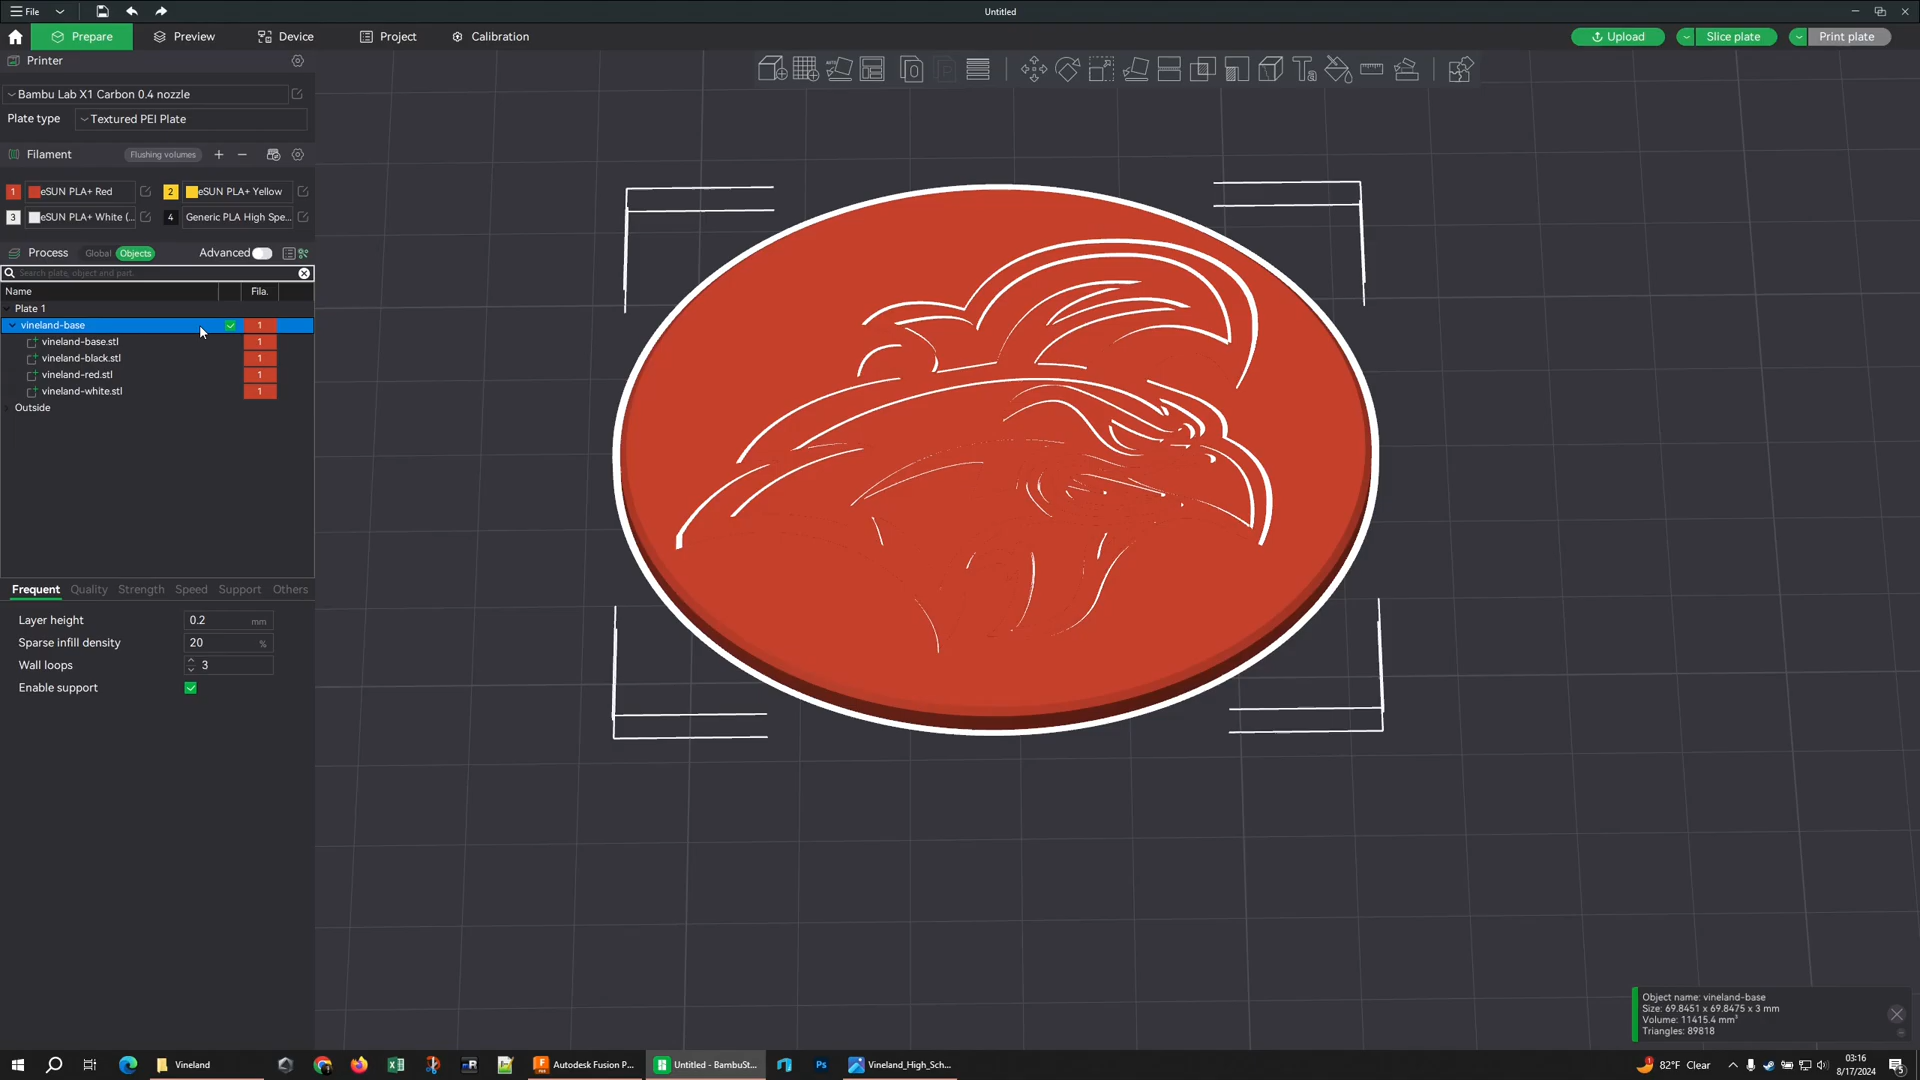 File
Untitled
Prepare
Preview
Device
Project
Calibration
Upload
Slice plate
Print plate
Printer
Bambu Lab X1 Carbon 0.4 nozzle
Plate type
Textured PEI Plate
Filament
Flushing volumes
1
eSUN PLA+ Red
2
eSUN PLA+ Yellow
3
eSUN PLA+ White (...
4
Generic PLA High Spe...
Process
Global
Objects
Advanced
Search plate, object and part.
Name
Fila.
Plate 1
vineland-base
1
vineland-base.stl
1
vineland-black.stl
1
vineland-red.stl
1
vineland-white.stl
1
Outside
Frequent
Quality
Strength
Speed
Support
Others
Layer height
0.2
mm
Sparse infill density
20
%
Wall loops
3
Enable support
Object name: vineland-base
Size: 69.8451 x 69.8475 x 3 mm
Volume: 11415.4 mm³
Triangles: 89818
Vineland
Autodesk Fusion P...
Untitled - BambuSt...
Ps
Vineland_High_Sch...
82°F Clear
03:16
8/17/2024